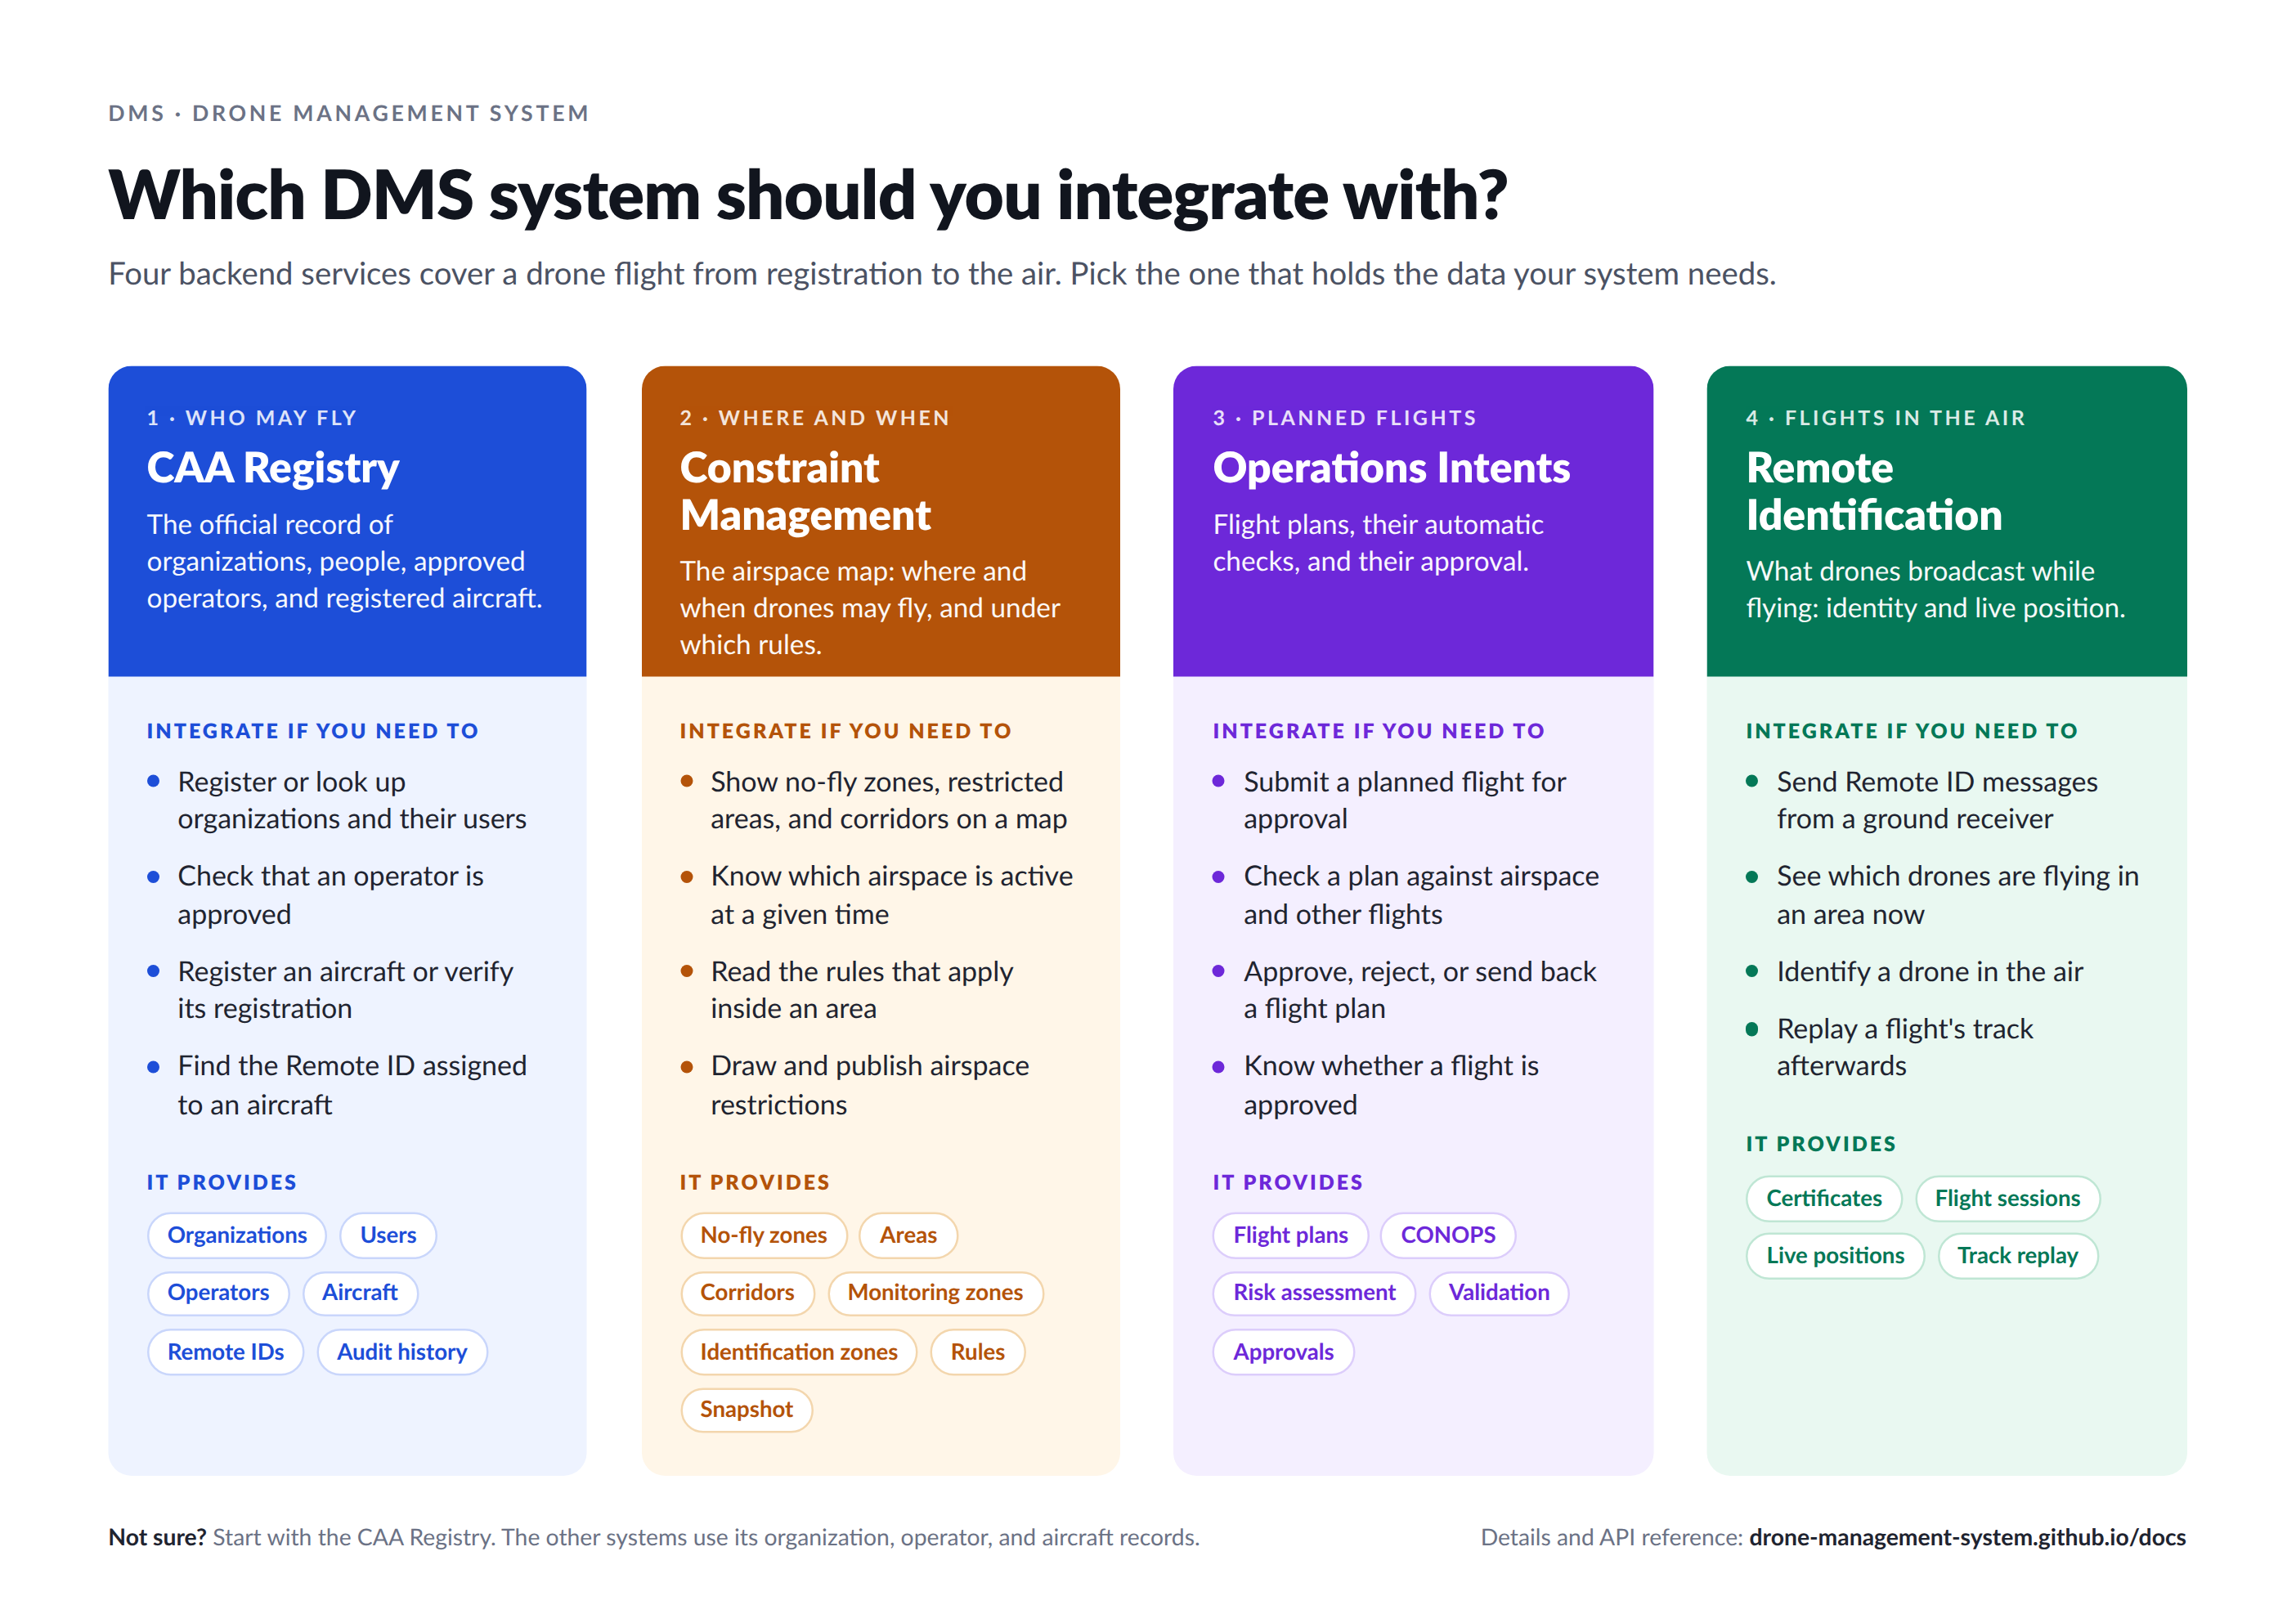 DMS · DRONE MANAGEMENT SYSTEM
Which DMS system should you integrate with?
Four backend services cover a drone flight from registration to the air. Pick the one that holds the data your system needs.
1 · WHO MAY FLY
CAA Registry
The official record of
organizations, people, approved
operators, and registered aircraft.
INTEGRATE IF YOU NEED TO
Register or look up
organizations and their users
Check that an operator is
approved
Register an aircraft or verify
its registration
Find the Remote ID assigned
to an aircraft
IT PROVIDES
Organizations Users
Operators Aircraft
Remote IDs Audit history
2 · WHERE AND WHEN
Constraint
Management
The airspace map: where and
when drones may fly, and under
which rules.
INTEGRATE IF YOU NEED TO
Show no-fly zones, restricted
areas, and corridors on a map
Know which airspace is active
at a given time
Read the rules that apply
inside an area
Draw and publish airspace
restrictions
IT PROVIDES
No-fly zones Areas
Corridors Monitoring zones
Identification zones Rules
Snapshot
3 · PLANNED FLIGHTS
Operations Intents
Flight plans, their automatic
checks, and their approval.
INTEGRATE IF YOU NEED TO
Submit a planned flight for
approval
Check a plan against airspace
and other flights
Approve, reject, or send back
a flight plan
Know whether a flight is
approved
IT PROVIDES
Flight plans CONOPS
Risk assessment Validation
Approvals
4 · FLIGHTS IN THE AIR
Remote
Identification
What drones broadcast while
flying: identity and live position.
INTEGRATE IF YOU NEED TO
Send Remote ID messages
from a ground receiver
See which drones are flying in
an area now
Identify a drone in the air
Replay a flight's track
afterwards
IT PROVIDES
Certificates Flight sessions
Live positions Track replay
Not sure? Start with the CAA Registry. The other systems use its organization, operator, and aircraft records.
Details and API reference: drone-management-system.github.io/docs